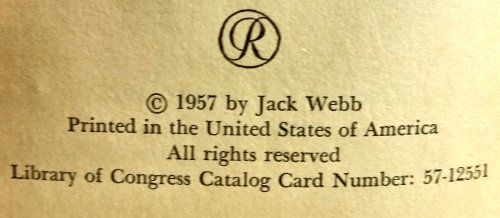 R
© 1957 by Jack Webb
Printed in the United States of America
All rights reserved
Library of Congress Catalog Card Number: 57-12551